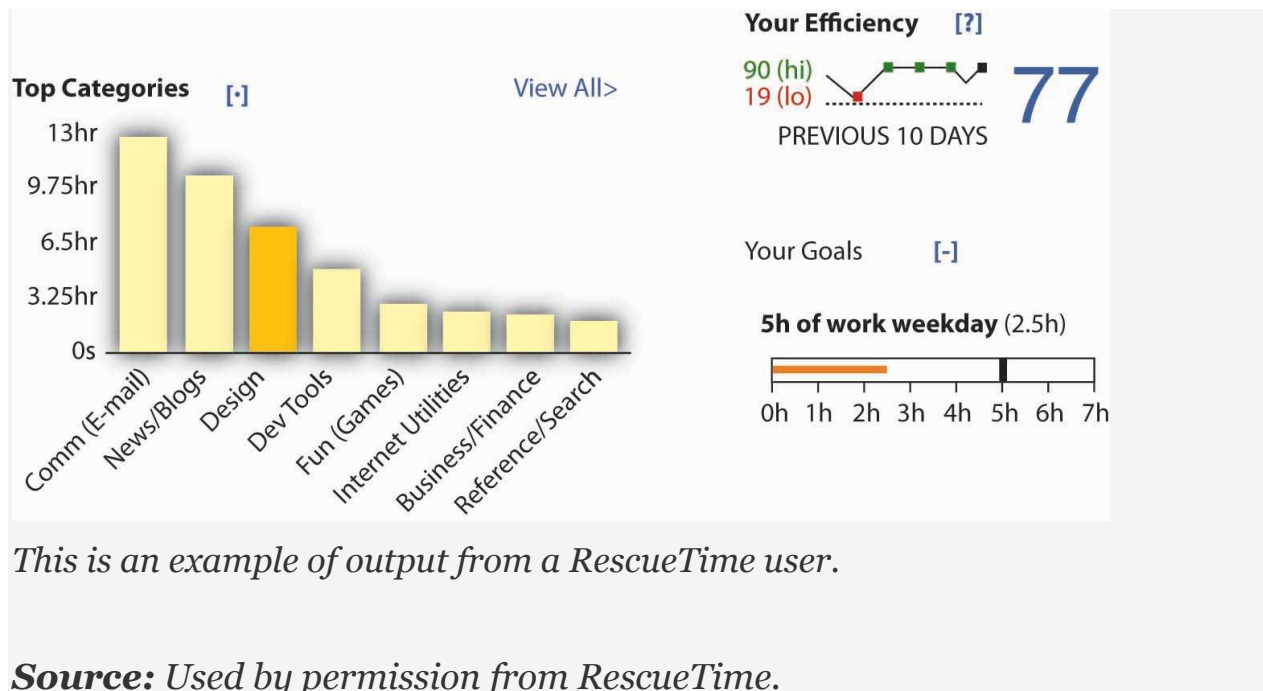 Top Categories [·] View All>
13hr
9.75hr
6.5hr
3.25hr
0s
Comm (E-mail)
News/Blogs
Design
Dev Tools
Fun (Games)
Internet Utilities
Business/Finance
Reference/Search
Your Efficiency [?]
90 (hi)
19 (lo)
77
PREVIOUS 10 DAYS
Your Goals [-]
5h of work weekday (2.5h)
0h 1h 2h 3h 4h 5h 6h 7h
This is an example of output from a RescueTime user.
Source: Used by permission from RescueTime.